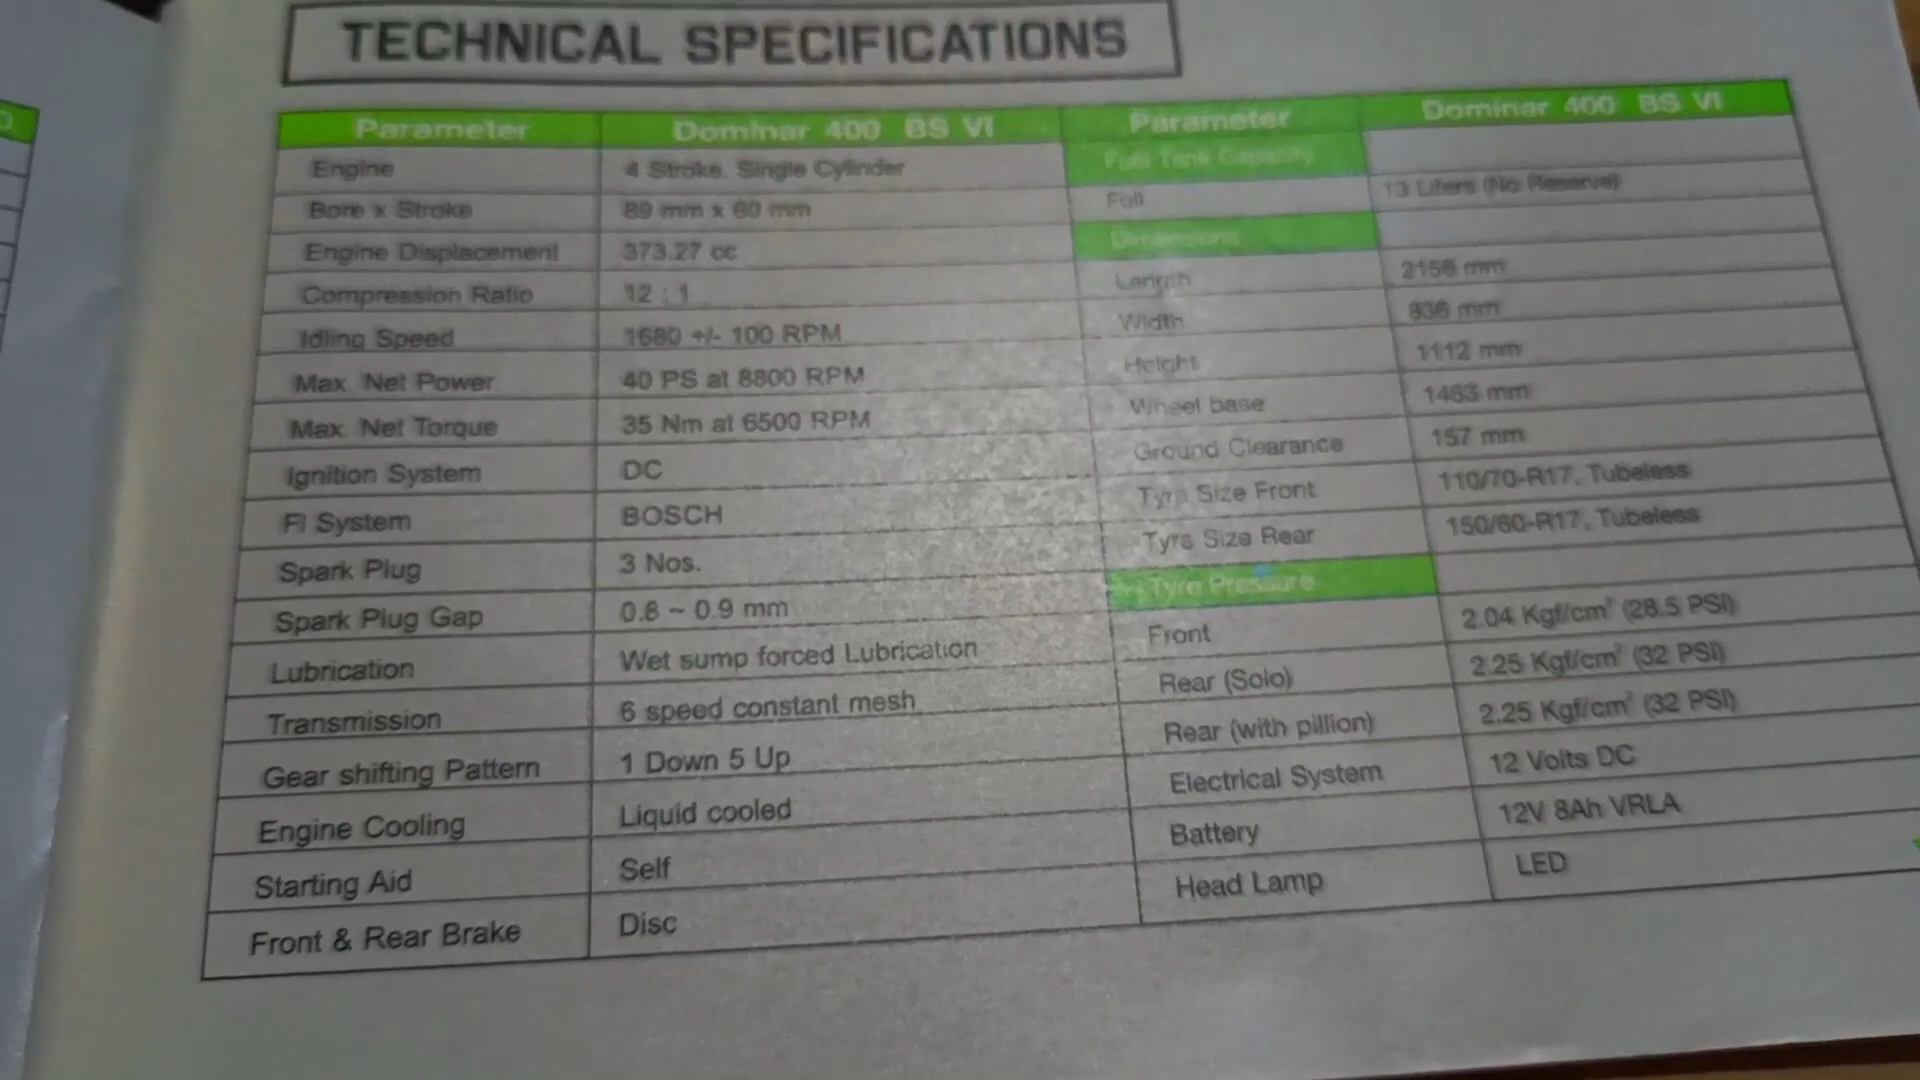 TECHNICAL SPECIFICATIONS
Parameter Dominar 400 BS VI
Engine 4 Stroke, Single Cylinder
Bore x Stroke 89 mm x 60 mm
Engine Displacement 373.27 cc
Compression Ratio 12 : 1
Idling Speed 1680 +/- 100 RPM
Max. Net Power 40 PS at 8800 RPM
Max. Net Torque 35 Nm at 6500 RPM
Ignition System DC
FI System BOSCH
Spark Plug 3 Nos.
Spark Plug Gap 0.8 ~ 0.9 mm
Lubrication Wet sump forced Lubrication
Transmission 6 speed constant mesh
Gear shifting Pattern 1 Down 5 Up
Engine Cooling Liquid cooled
Starting Aid Self
Front & Rear Brake Disc
Parameter Dominar 400 BS VI
Tank Capacity
Full 13 Liters (No Reserve)
Dimensions
Length 2156 mm
Width 836 mm
Height 1112 mm
Wheel base 1453 mm
Ground Clearance 157 mm
Tyre Size Front 110/70-R17, Tubeless
Tyre Size Rear 150/60-R17, Tubeless
Tyre Pressure
Front 2.04 Kgf/cm² (28.5 PSI)
Rear (Solo) 2.25 Kgf/cm² (32 PSI)
Rear (with pillion) 2.25 Kgf/cm² (32 PSI)
Electrical System 12 Volts DC
Battery 12V 8Ah VRLA
Head Lamp LED